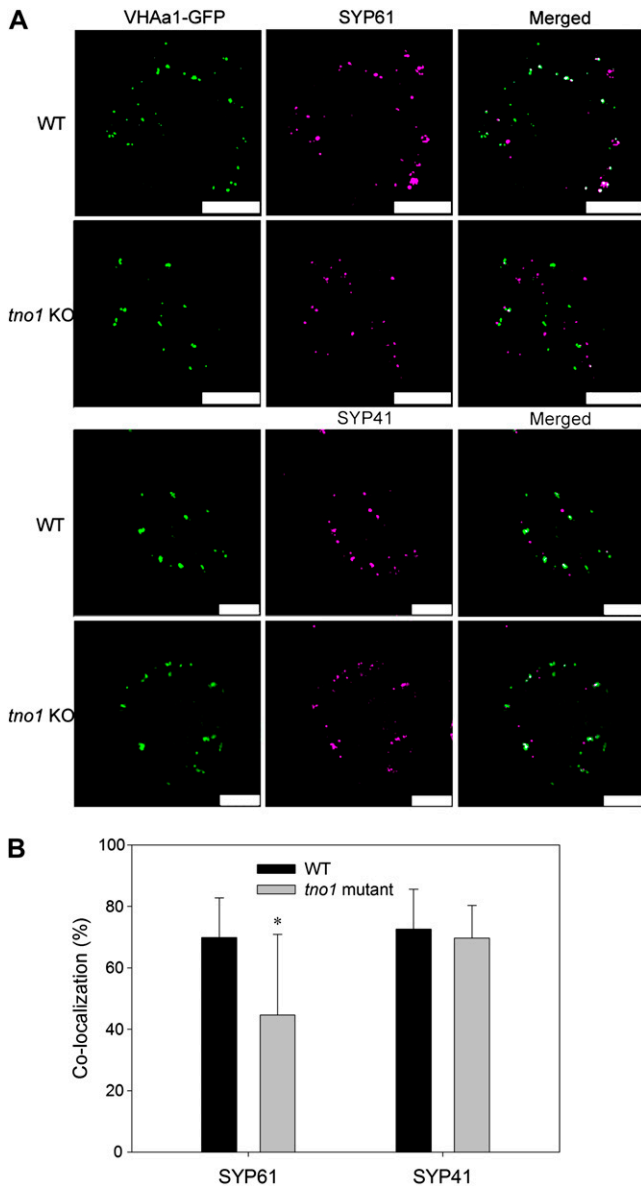 A
VHAa1-GFP SYP61 Merged
WT
tno1 KO
SYP41 Merged
WT
tno1 KO
B
100
80
60
40
20
0
Co-localization (%)
WT
tno1 mutant
*
SYP61 SYP41